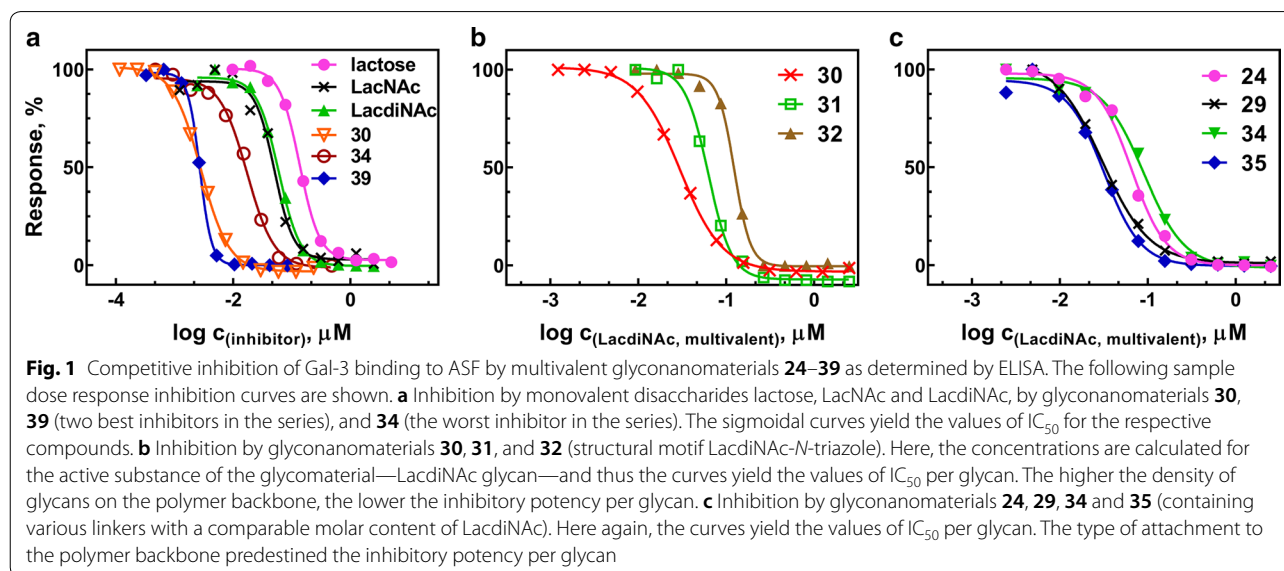 a
b
c
100
50
0
Response, %
-4
-2
0
log c(inhibitor), μM
lactose
LacNAc
LacdiNAc
30
34
39
100
50
0
-3
-2
-1
0
log c(LacdiNAc, multivalent), μM
30
31
32
100
50
0
-3
-2
-1
0
log c(LacdiNAc, multivalent), μM
24
29
34
35
Fig. 1 Competitive inhibition of Gal-3 binding to ASF by multivalent glyconanomaterials 24–39 as determined by ELISA. The following sample
dose response inhibition curves are shown. a Inhibition by monovalent disaccharides lactose, LacNAc and LacdiNAc, by glyconanomaterials 30,
39 (two best inhibitors in the series), and 34 (the worst inhibitor in the series). The sigmoidal curves yield the values of IC50 for the respective
compounds. b Inhibition by glyconanomaterials 30, 31, and 32 (structural motif LacdiNAc-N-triazole). Here, the concentrations are calculated for
the active substance of the glycomaterial—LacdiNAc glycan—and thus the curves yield the values of IC50 per glycan. The higher the density of
glycans on the polymer backbone, the lower the inhibitory potency per glycan. c Inhibition by glyconanomaterials 24, 29, 34 and 35 (containing
various linkers with a comparable molar content of LacdiNAc). Here again, the curves yield the values of IC50 per glycan. The type of attachment to
the polymer backbone predestined the inhibitory potency per glycan